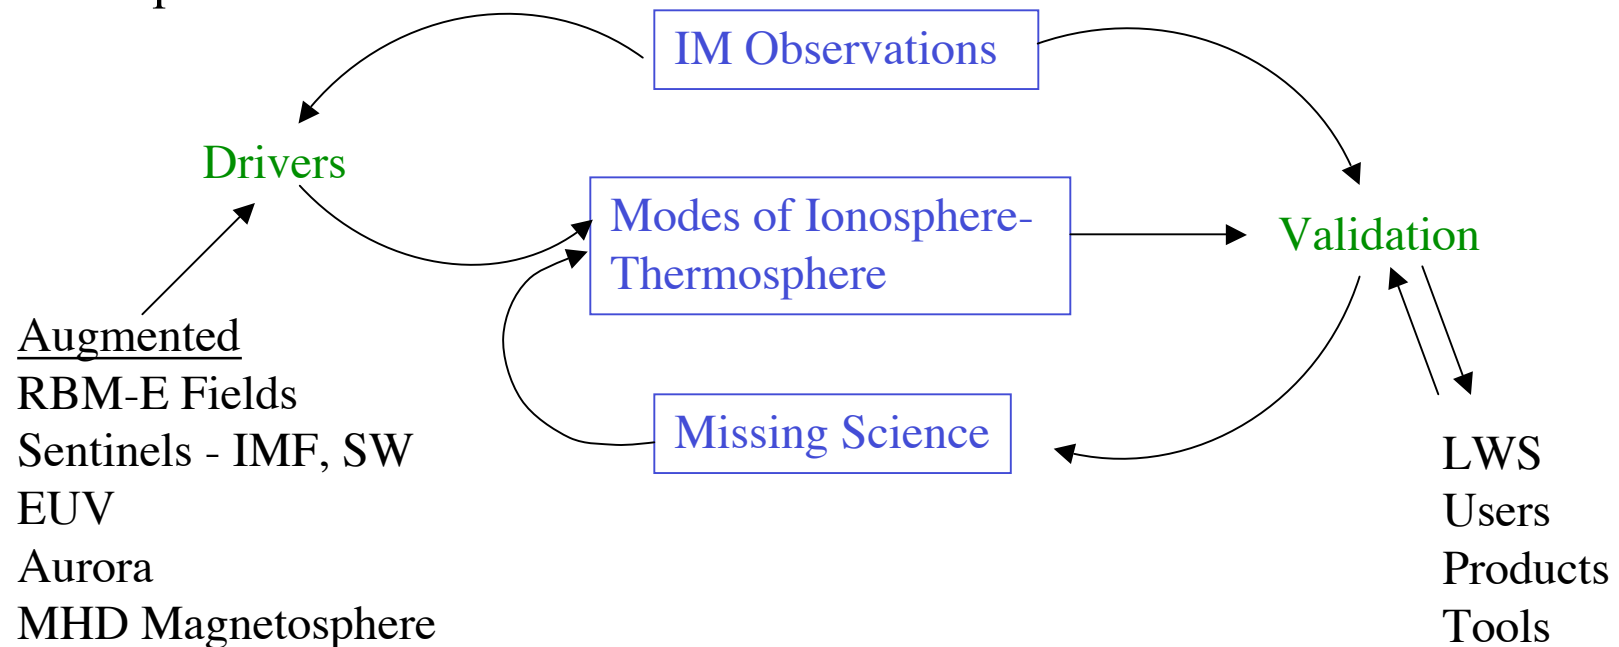 IM Observations
Drivers
Modes of Ionosphere-
Thermosphere
Validation
Augmented
RBM-E Fields
Sentinels - IMF, SW
EUV
Aurora
MHD Magnetosphere
Missing Science
LWS
Users
Products
Tools